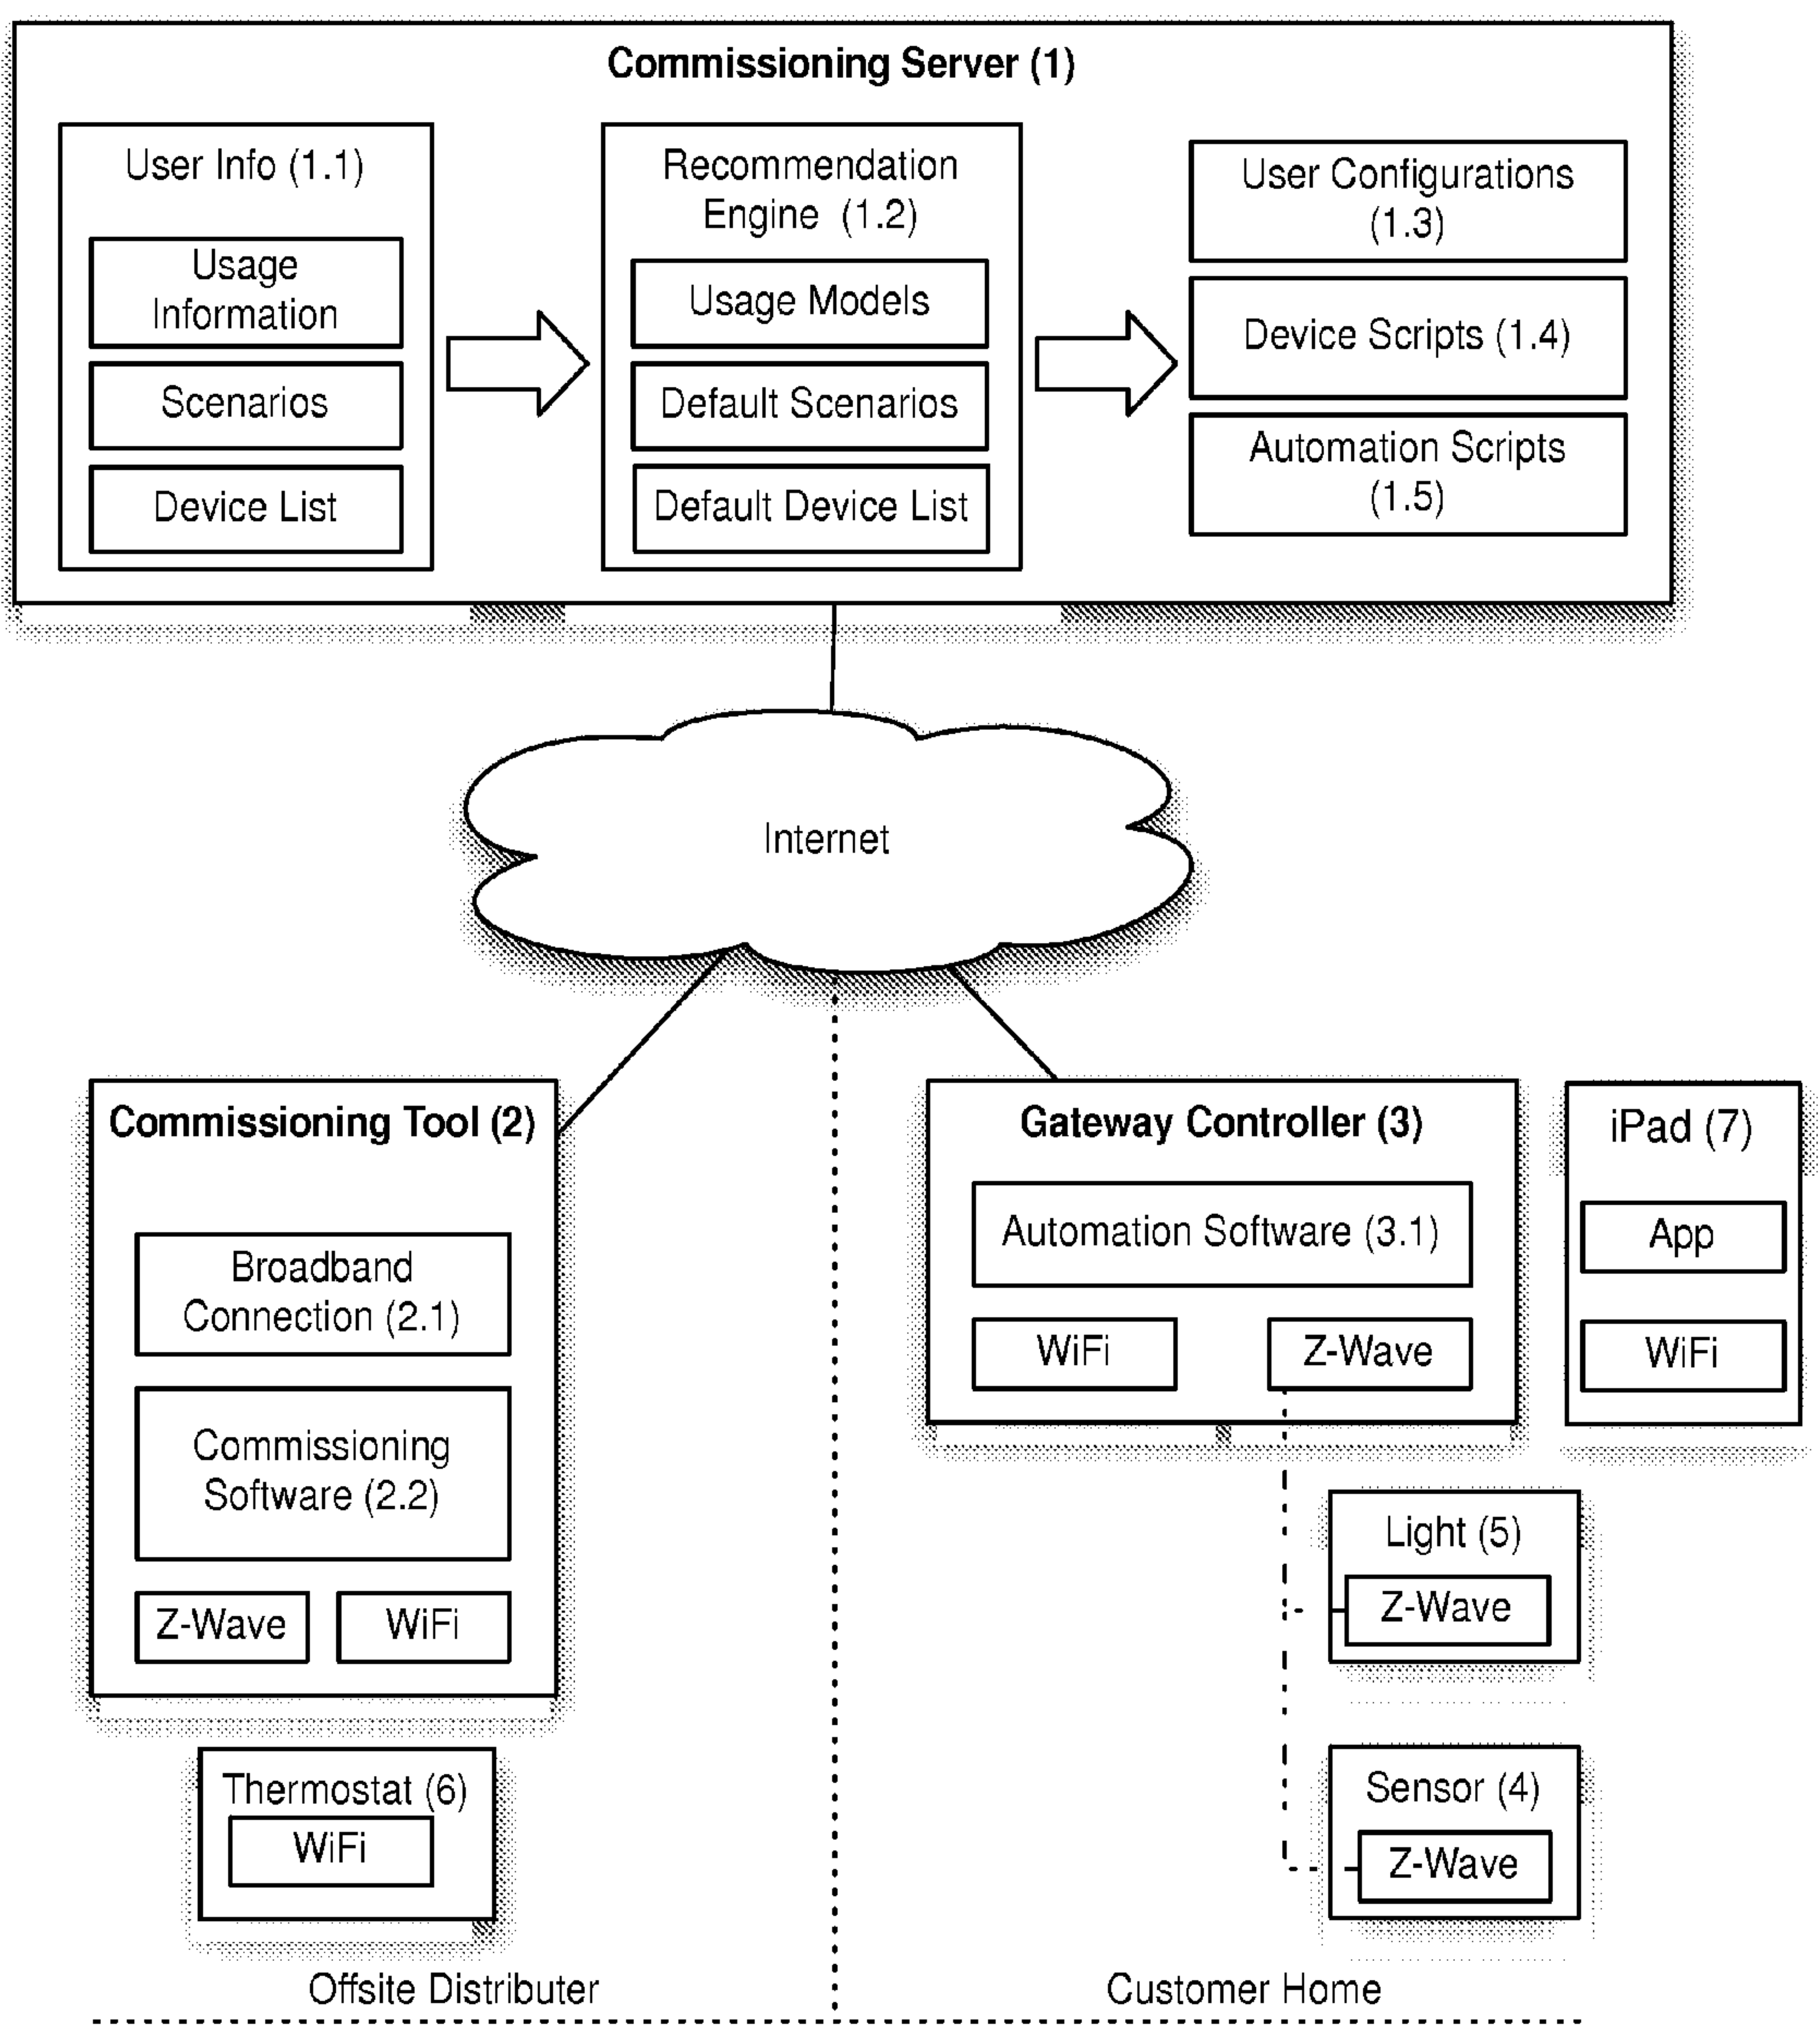 Commissioning Server (1)
User Info (1.1)
Usage
Information
Scenarios
Device List
Recommendation
Engine (1.2)
Usage Models
Default Scenarios
Default Device List
User Configurations
(1.3)
Device Scripts (1.4)
Automation Scripts
(1.5)
Internet
Commissioning Tool (2)
Broadband
Connection (2.1)
Commissioning
Software (2.2)
Z-Wave
WiFi
Thermostat (6)
WiFi
Offsite Distributer
Gateway Controller (3)
Automation Software (3.1)
WiFi
Z-Wave
iPad (7)
App
WiFi
Light (5)
Z-Wave
Sensor (4)
Z-Wave
Customer Home